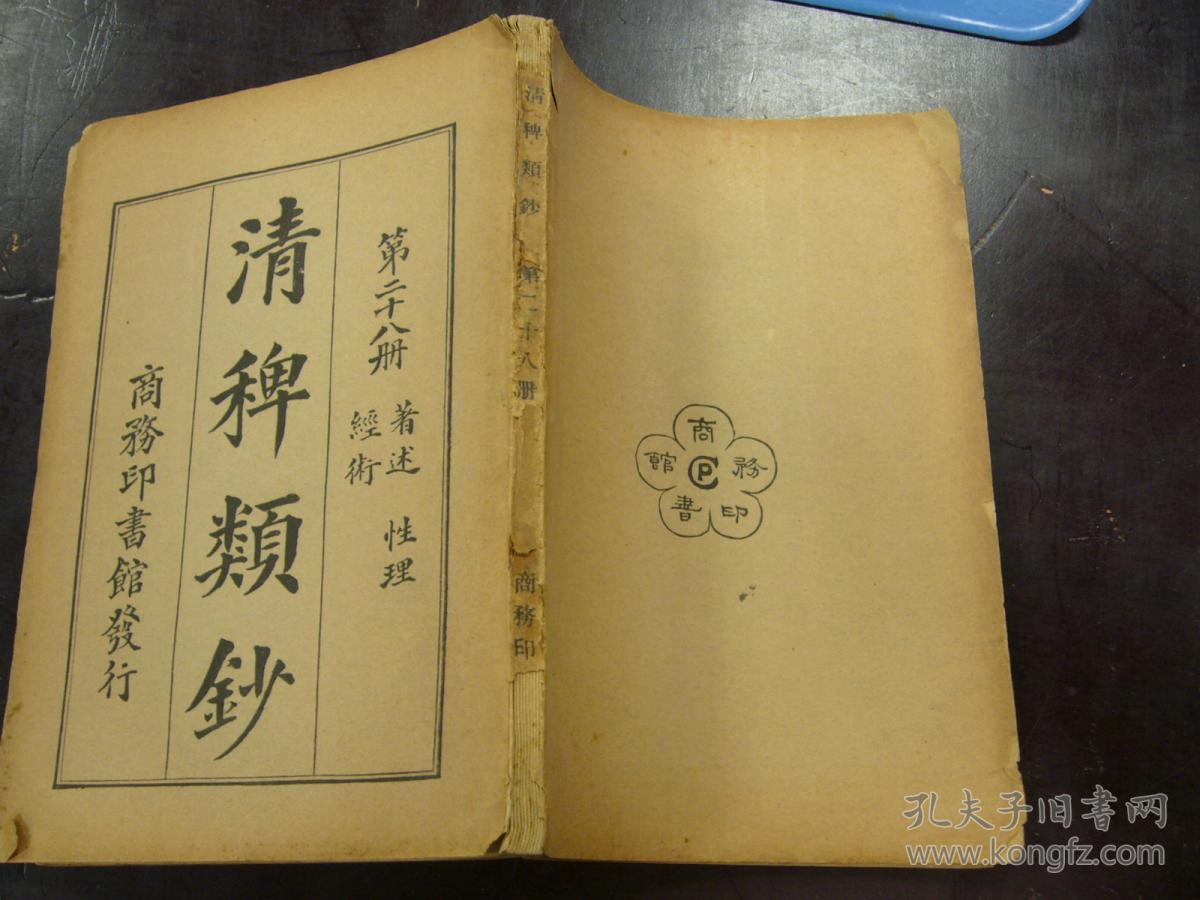 第二十八册 著述 性理
經術
清稗類鈔
商務印書館發行
清稗類鈔 第二十八册 商務印
商務印書館
CP
孔夫子旧书网
www.kongfz.com